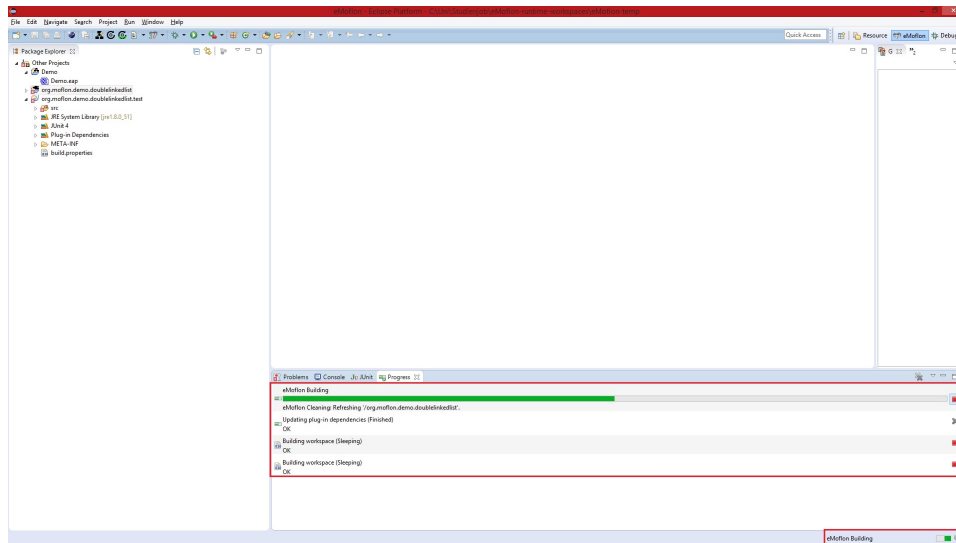 eMoflon - Eclipse Platform - C:\Uni\Studienjob\eMoflon-runtime-workspaces\eMoflon-temp
File Edit Navigate Search Project Run Window Help
Quick Access Resource eMoflon Debug
Package Explorer
G
Other Projects
Demo
Demo.eap
org.moflon.demo.doublelinkedlist
org.moflon.demo.doublelinkedlist.test
src
JRE System Library [jre1.8.0_51]
JUnit 4
Plug-in Dependencies
META-INF
build.properties
Problems Console JUnit Progress
eMoflon Building
eMoflon Cleaning: Refreshing '/org.moflon.demo.doublelinkedlist'.
Updating plug-in dependencies (Finished)
OK
Building workspace (Sleeping)
OK
Building workspace (Sleeping)
OK
eMoflon Building